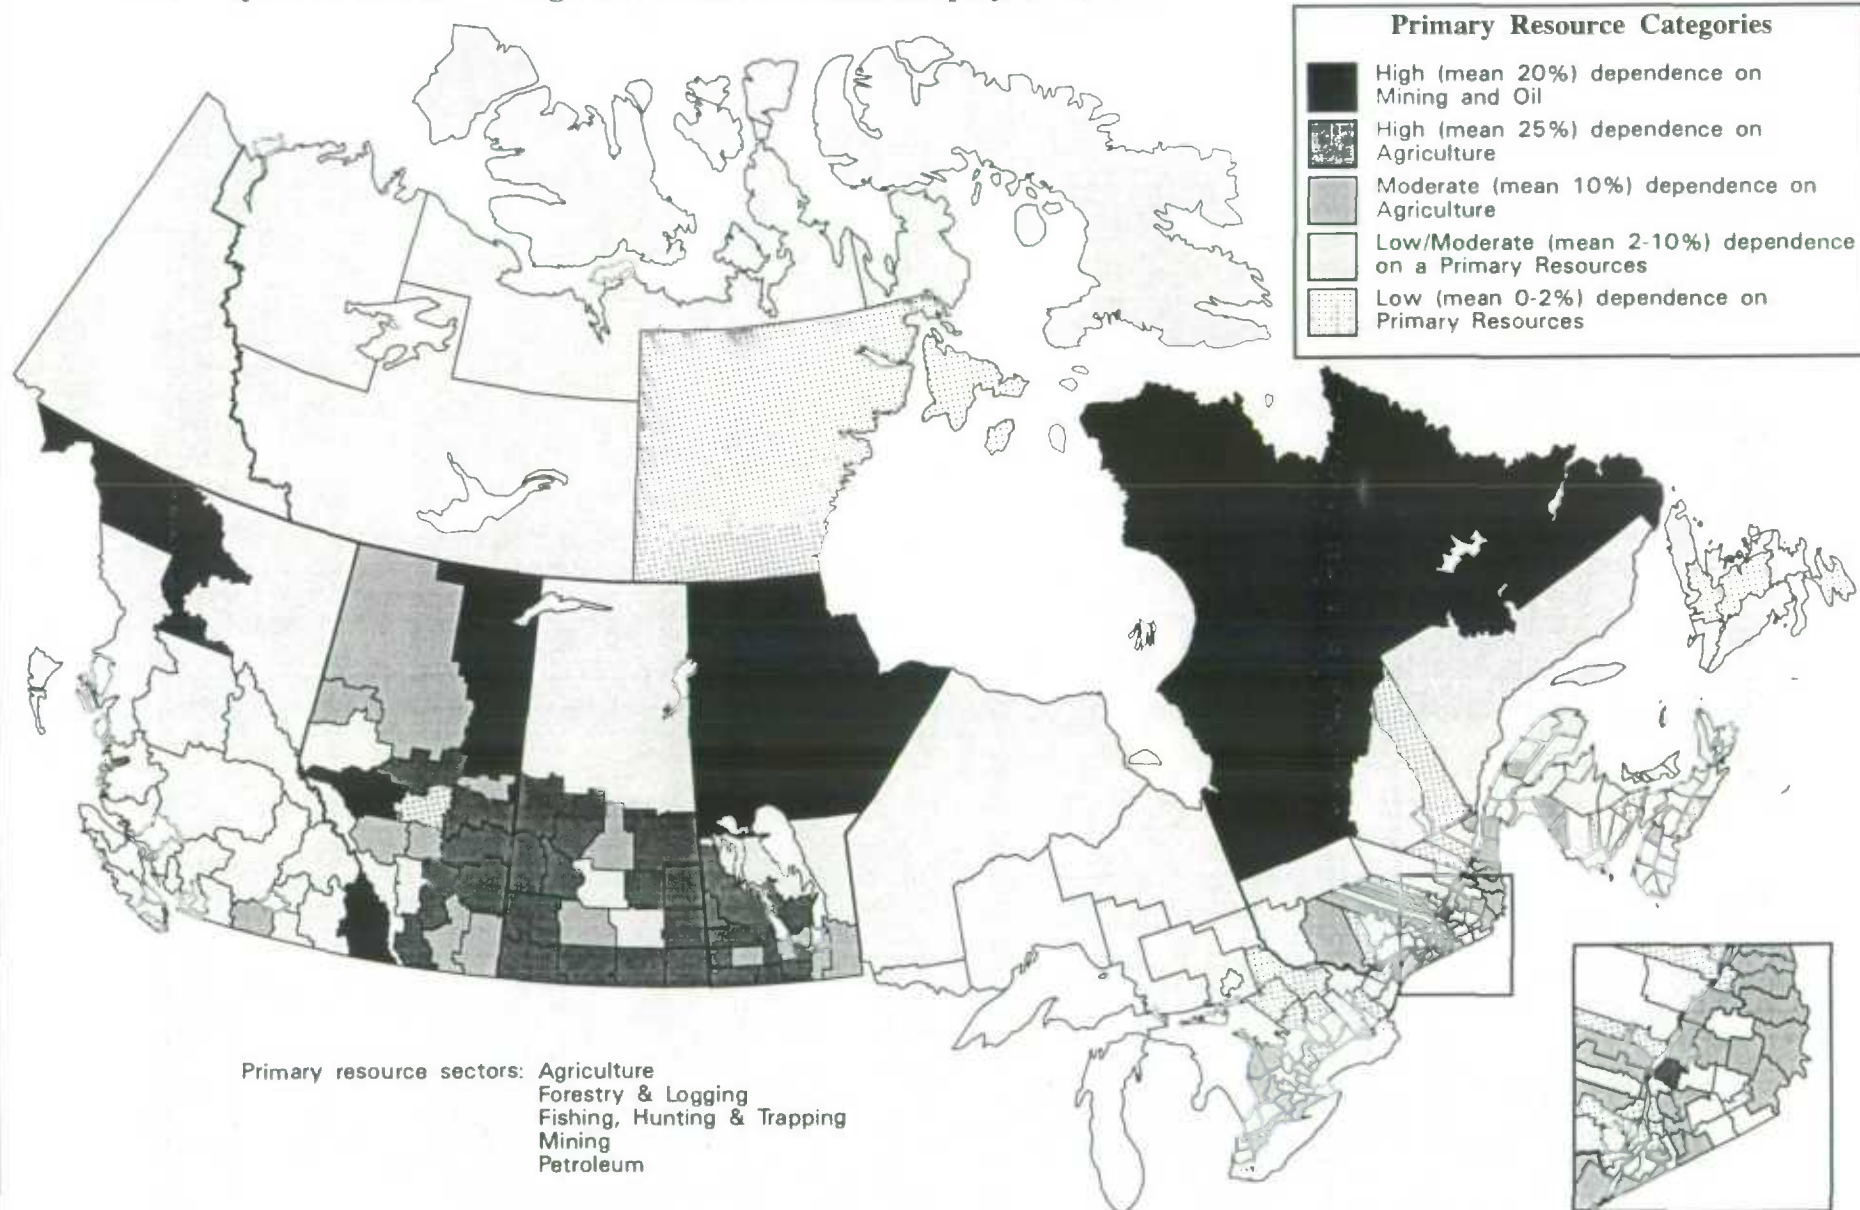 Primary Resource Categories
High (mean 20%) dependence on
Mining and Oil
High (mean 25%) dependence on
Agriculture
Moderate (mean 10%) dependence on
Agriculture
Low/Moderate (mean 2-10%) dependence
on a Primary Resources
Low (mean 0-2%) dependence on
Primary Resources
Primary resource sectors: Agriculture
Forestry & Logging
Fishing, Hunting & Trapping
Mining
Petroleum